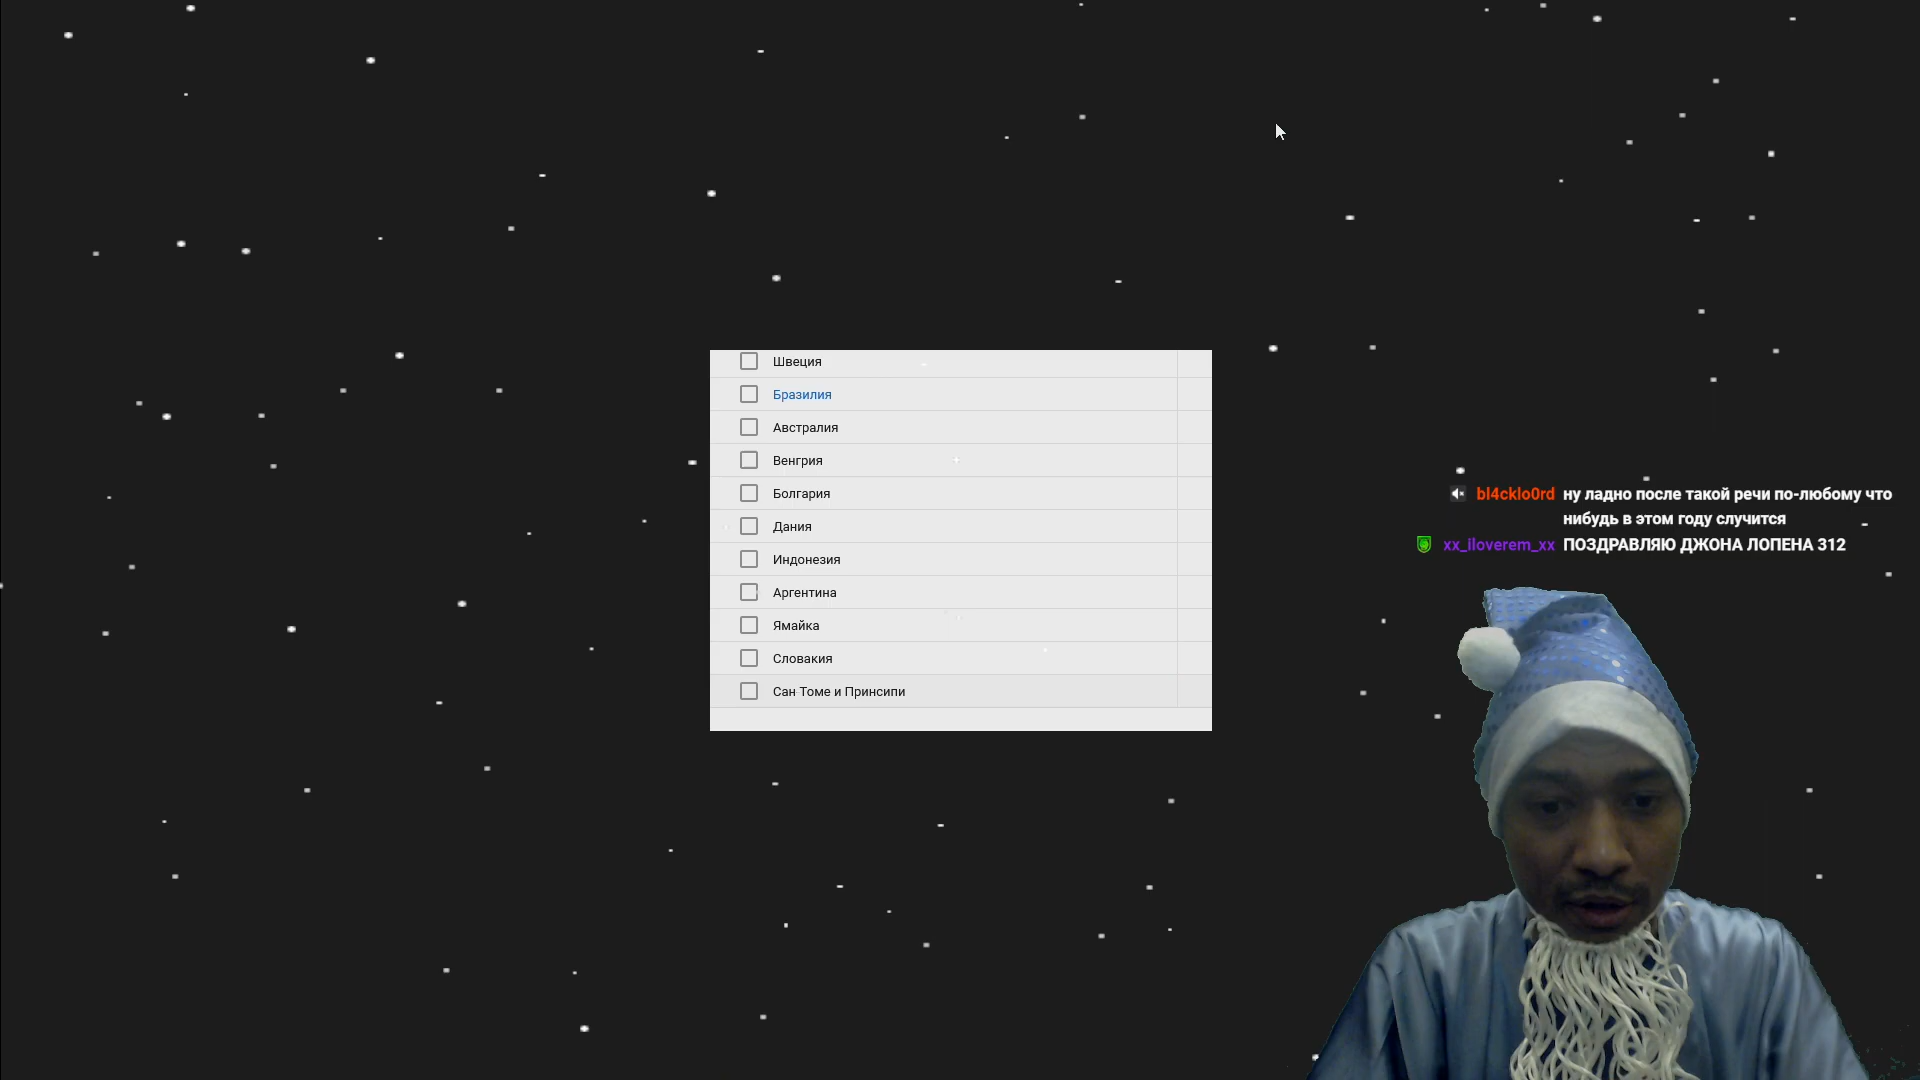 Швеция
Бразилия
Австралия
Венгрия
Болгария
Дания
Индонезия
Аргентина
Ямайка
Словакия
Сан Томе и Принсипи
bl4cklo0rd ну ладно после такой речи по-любому что
нибудь в этом году случится
xx_iloverem_xx ПОЗДРАВЛЯЮ ДЖОНА ЛОПЕНА 312